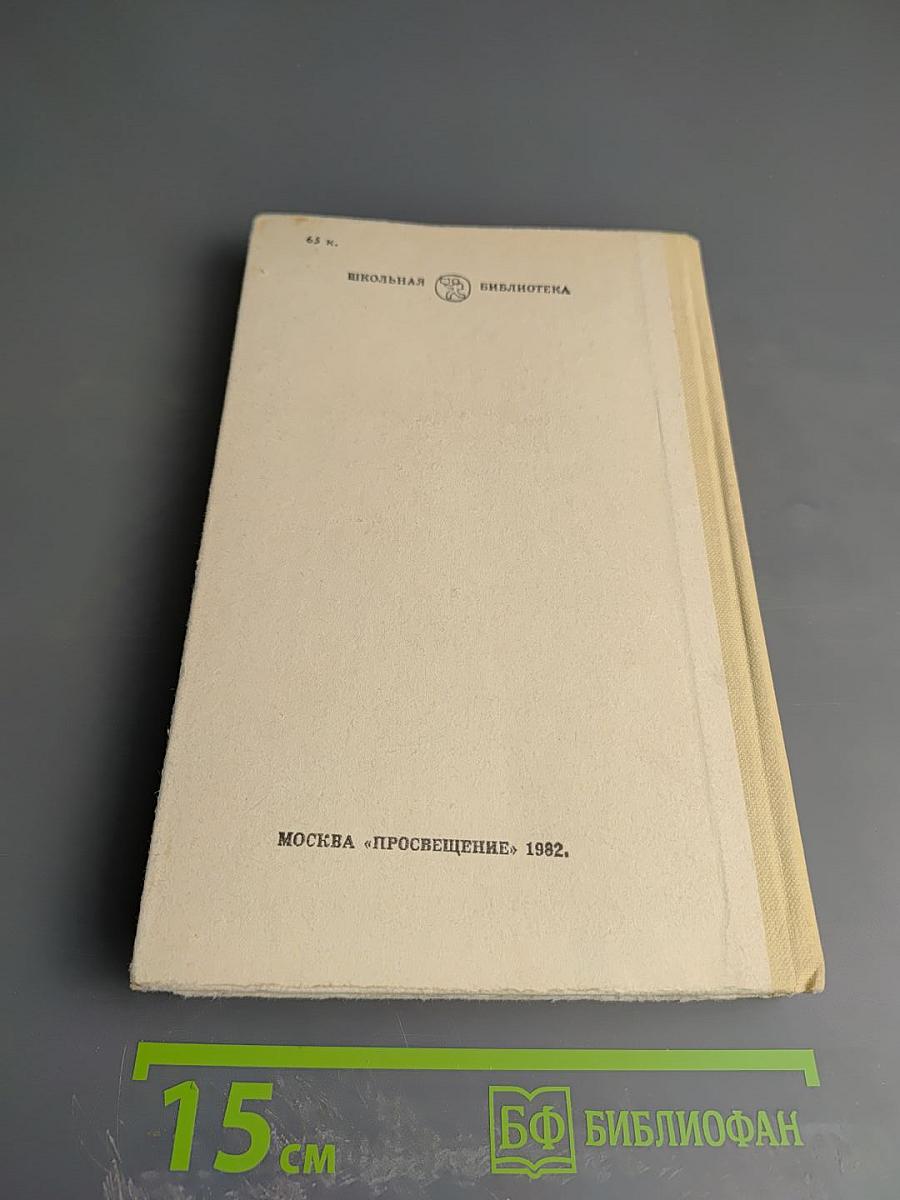 65 к.
ШКОЛЬНАЯ БИБЛИОТЕКА
МОСКВА «ПРОСВЕЩЕНИЕ» 1982.
15 см
БФ БИБЛИОФАН